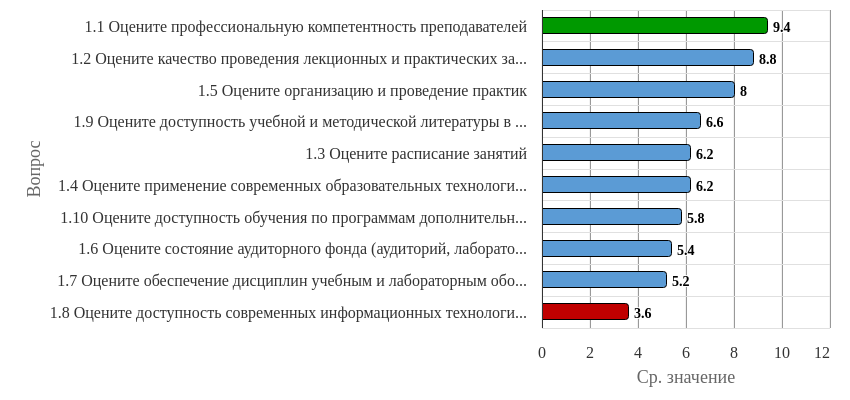 1.1 Оцените профессиональную компетентность преподавателей 9.4
1.2 Оцените качество проведения лекционных и практических за... 8.8
1.5 Оцените организацию и проведение практик 8
1.9 Оцените доступность учебной и методической литературы в ... 6.6
1.3 Оцените расписание занятий 6.2
1.4 Оцените применение современных образовательных технологи... 6.2
1.10 Оцените доступность обучения по программам дополнительн... 5.8
1.6 Оцените состояние аудиторного фонда (аудиторий, лаборато... 5.4
1.7 Оцените обеспечение дисциплин учебным и лабораторным обо... 5.2
1.8 Оцените доступность современных информационных технологи... 3.6
Вопрос
0 2 4 6 8 10 12
Ср. значение